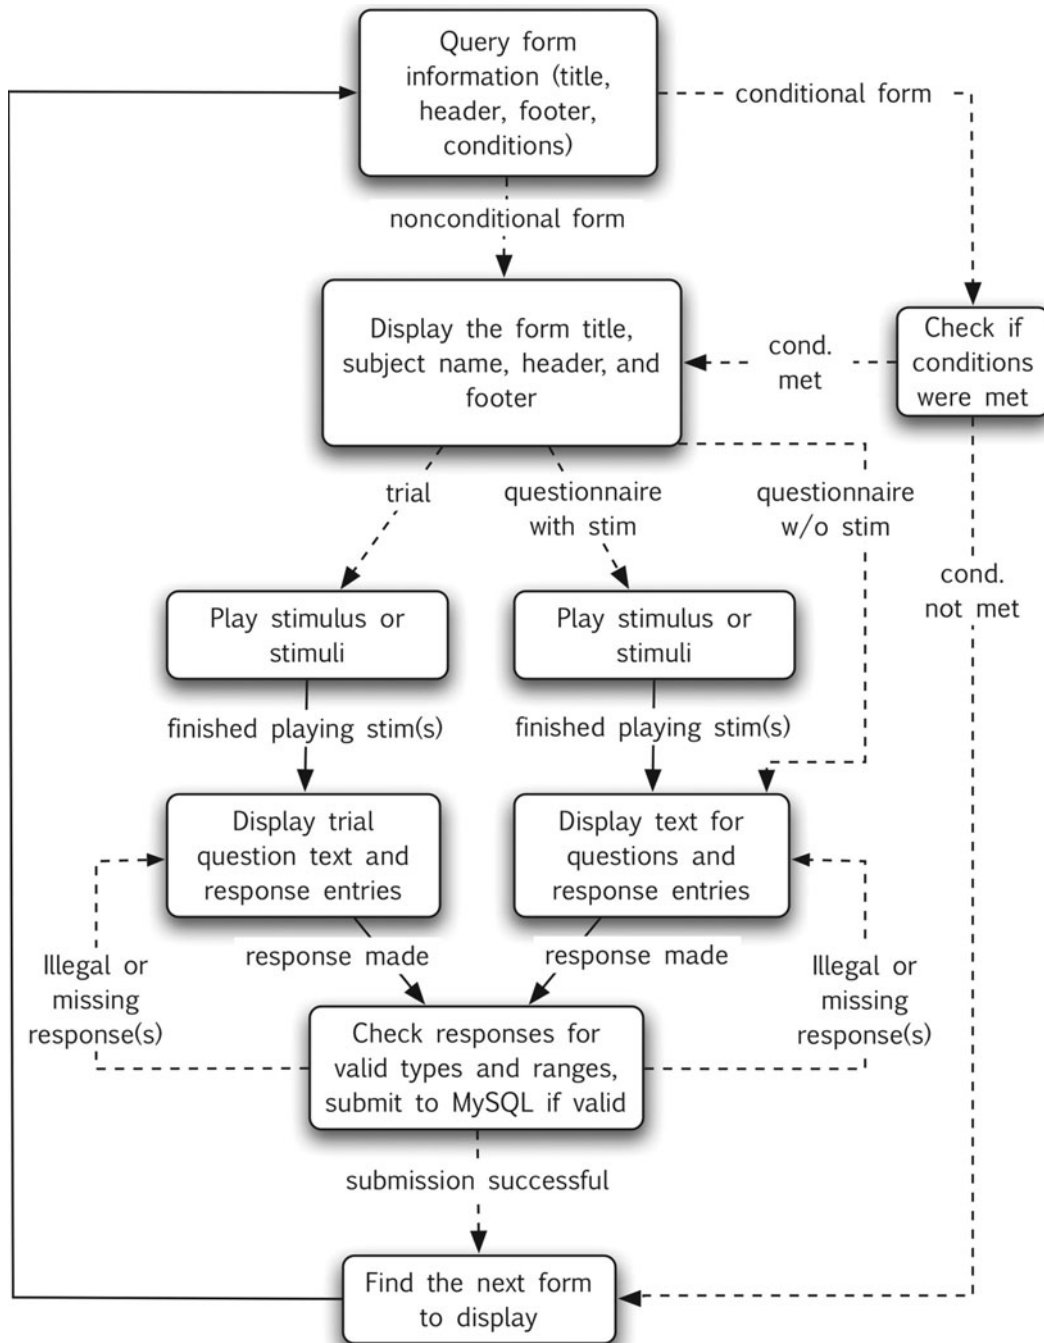 Query form
information (title,
header, footer,
conditions)
conditional form
nonconditional form
Display the form title,
subject name, header, and
footer
cond.
met
Check if
conditions
were met
trial
questionnaire
with stim
questionnaire
w/o stim
cond.
not met
Play stimulus or
stimuli
Play stimulus or
stimuli
finished playing stim(s)
finished playing stim(s)
Display trial
question text and
response entries
Display text for
questions and
response entries
response made
response made
Illegal or
missing
response(s)
Illegal or
missing
response(s)
Check responses for
valid types and ranges,
submit to MySQL if valid
submission successful
Find the next form
to display